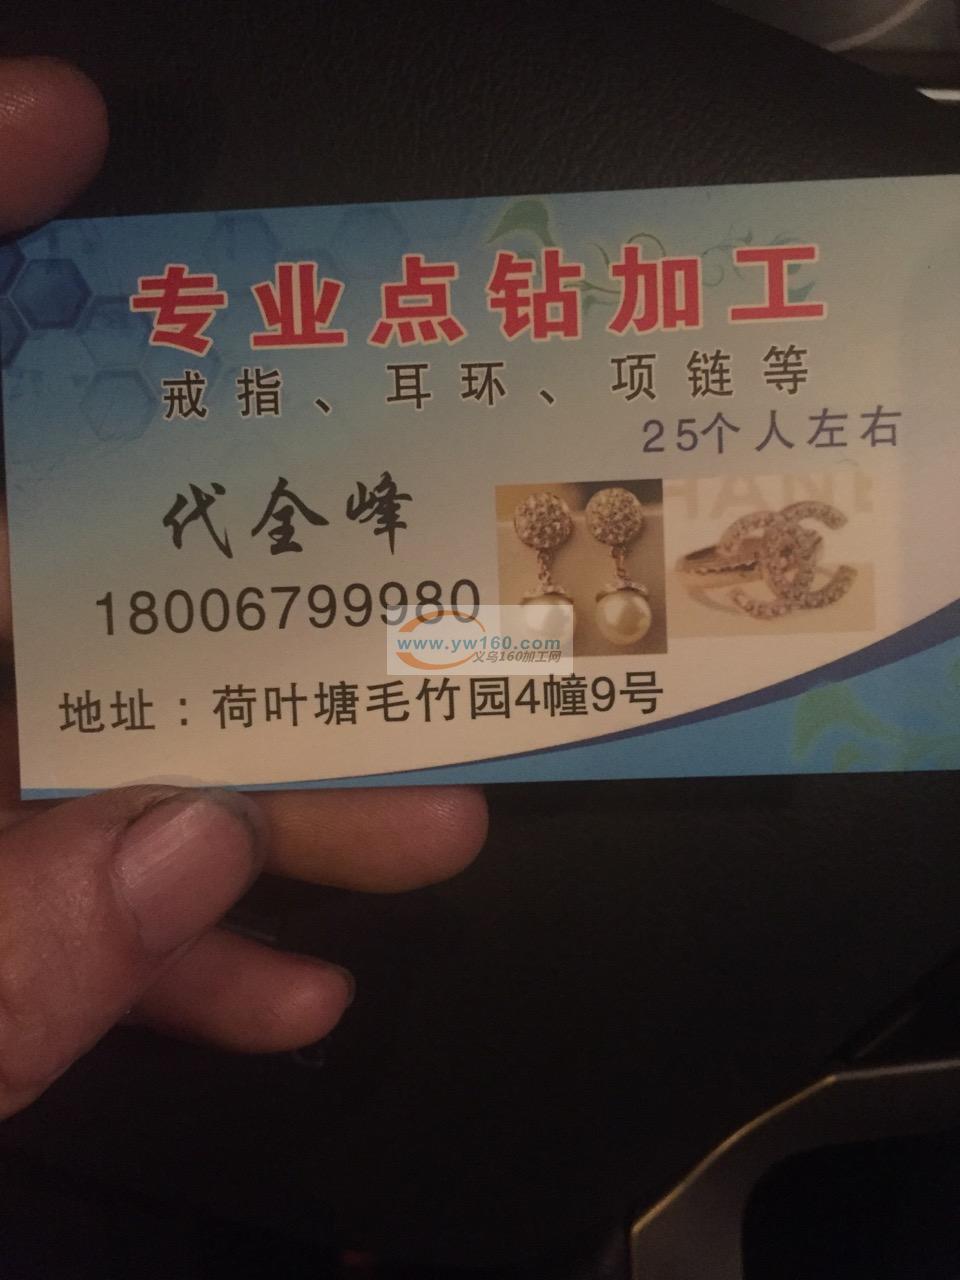 专业点钻加工
戒指、耳环、项链等
25个人左右
代全峰
18006799980
www.yw160.com
义乌160加工网
地址：荷叶塘毛竹园4幢9号